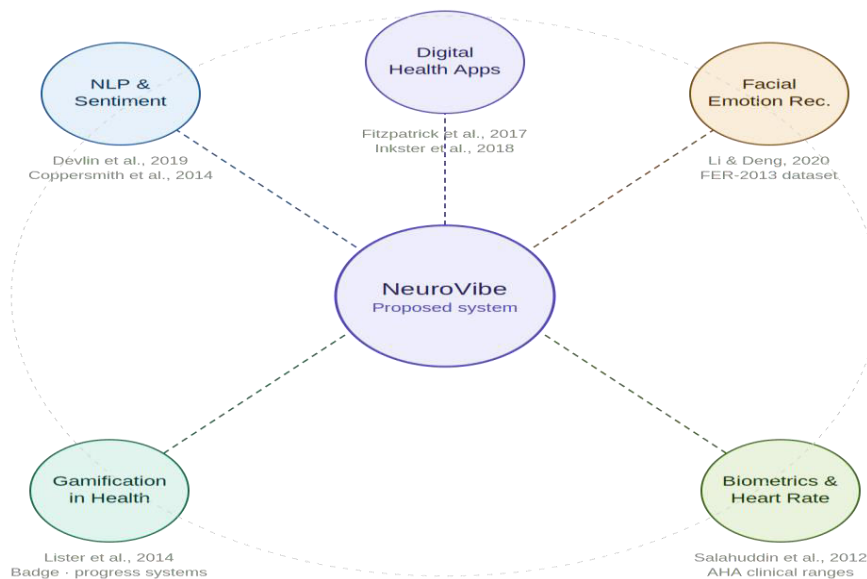 Digital
Health Apps
NLP &
Sentiment
Facial
Emotion Rec.
Fitzpatrick et al., 2017
Inkster et al., 2018
Devlin et al., 2019
Coppersmith et al., 2014
Li & Deng, 2020
FER-2013 dataset
NeuroVibe
Proposed system
Gamification
in Health
Biometrics &
Heart Rate
Lister et al., 2014
Badge · progress systems
Salahuddin et al., 2012
AHA clinical ranges